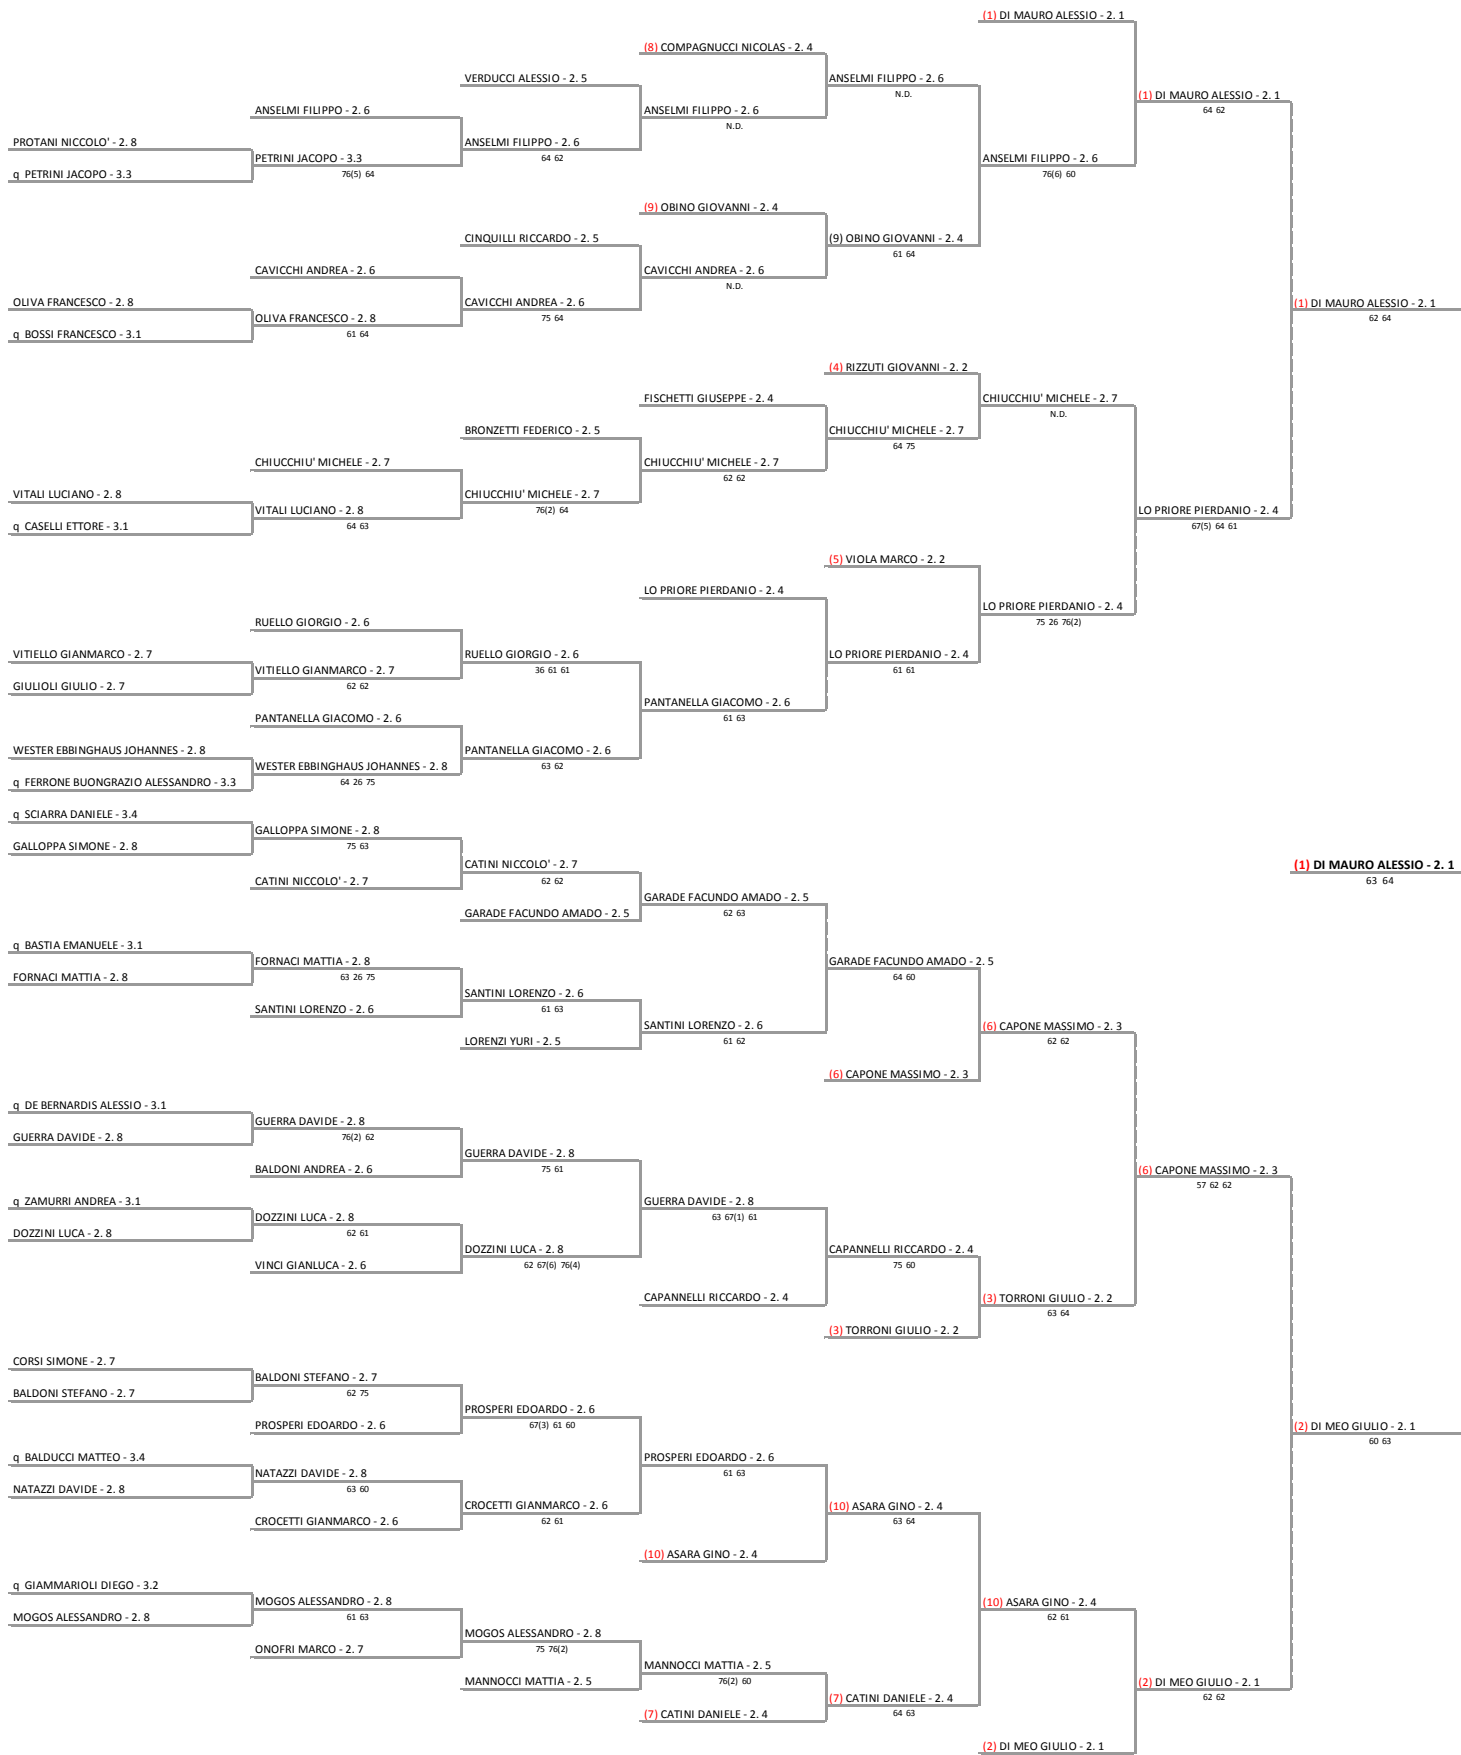 (1) DI MAURO ALESSIO - 2. 1
(8) COMPAGNUCCI NICOLAS - 2. 4
VERDUCCI ALESSIO - 2. 5
ANSELMI FILIPPO - 2. 6
N.D.
(1) DI MAURO ALESSIO - 2. 1
64 62
ANSELMI FILIPPO - 2. 6
ANSELMI FILIPPO - 2. 6
N.D.
PROTANI NICCOLO' - 2. 8
ANSELMI FILIPPO - 2. 6
64 62
PETRINI JACOPO - 3.3
76(5) 64
ANSELMI FILIPPO - 2. 6
76(6) 60
q PETRINI JACOPO - 3.3
(9) OBINO GIOVANNI - 2. 4
CINQUILLI RICCARDO - 2. 5
(9) OBINO GIOVANNI - 2. 4
61 64
CAVICCHI ANDREA - 2. 6
CAVICCHI ANDREA - 2. 6
N.D.
OLIVA FRANCESCO - 2. 8
CAVICCHI ANDREA - 2. 6
75 64
(1) DI MAURO ALESSIO - 2. 1
62 64
OLIVA FRANCESCO - 2. 8
61 64
q BOSSI FRANCESCO - 3.1
(4) RIZZUTI GIOVANNI - 2. 2
FISCHETTI GIUSEPPE - 2. 4
CHIUCCHIU' MICHELE - 2. 7
N.D.
BRONZETTI FEDERICO - 2. 5
CHIUCCHIU' MICHELE - 2. 7
64 75
CHIUCCHIU' MICHELE - 2. 7
CHIUCCHIU' MICHELE - 2. 7
62 62
VITALI LUCIANO - 2. 8
CHIUCCHIU' MICHELE - 2. 7
76(2) 64
VITALI LUCIANO - 2. 8
64 63
LO PRIORE PIERDANIO - 2. 4
67(5) 64 61
q CASELLI ETTORE - 3.1
(5) VIOLA MARCO - 2. 2
LO PRIORE PIERDANIO - 2. 4
LO PRIORE PIERDANIO - 2. 4
75 26 76(2)
RUELLO GIORGIO - 2. 6
VITIELLO GIANMARCO - 2. 7
RUELLO GIORGIO - 2. 6
36 61 61
LO PRIORE PIERDANIO - 2. 4
61 61
VITIELLO GIANMARCO - 2. 7
62 62
GIULIOLI GIULIO - 2. 7
PANTANELLA GIACOMO - 2. 6
61 63
PANTANELLA GIACOMO - 2. 6
WESTER EBBINGHAUS JOHANNES - 2. 8
PANTANELLA GIACOMO - 2. 6
63 62
WESTER EBBINGHAUS JOHANNES - 2. 8
64 26 75
q FERRONE BUONGRAZIO ALESSANDRO - 3.3
q SCIARRA DANIELE - 3.4
GALLOPPA SIMONE - 2. 8
75 63
GALLOPPA SIMONE - 2. 8
CATINI NICCOLO' - 2. 7
62 62
(1) DI MAURO ALESSIO - 2. 1
63 64
CATINI NICCOLO' - 2. 7
GARADE FACUNDO AMADO - 2. 5
62 63
GARADE FACUNDO AMADO - 2. 5
q BASTIA EMANUELE - 3.1
FORNACI MATTIA - 2. 8
63 26 75
GARADE FACUNDO AMADO - 2. 5
64 60
FORNACI MATTIA - 2. 8
SANTINI LORENZO - 2. 6
61 63
SANTINI LORENZO - 2. 6
SANTINI LORENZO - 2. 6
61 62
(6) CAPONE MASSIMO - 2. 3
62 62
LORENZI YURI - 2. 5
(6) CAPONE MASSIMO - 2. 3
q DE BERNARDIS ALESSIO - 3.1
GUERRA DAVIDE - 2. 8
76(2) 62
GUERRA DAVIDE - 2. 8
GUERRA DAVIDE - 2. 8
75 61
BALDONI ANDREA - 2. 6
(6) CAPONE MASSIMO - 2. 3
57 62 62
q ZAMURRI ANDREA - 3.1
GUERRA DAVIDE - 2. 8
63 67(1) 61
DOZZINI LUCA - 2. 8
62 61
DOZZINI LUCA - 2. 8
DOZZINI LUCA - 2. 8
62 67(6) 76(4)
CAPANNELLI RICCARDO - 2. 4
75 60
VINCI GIANLUCA - 2. 6
CAPANNELLI RICCARDO - 2. 4
(3) TORRONI GIULIO - 2. 2
63 64
(3) TORRONI GIULIO - 2. 2
CORSI SIMONE - 2. 7
BALDONI STEFANO - 2. 7
62 75
BALDONI STEFANO - 2. 7
PROSPERI EDOARDO - 2. 6
67(3) 61 60
PROSPERI EDOARDO - 2. 6
(2) DI MEO GIULIO - 2. 1
60 63
q BALDUCCI MATTEO - 3.4
PROSPERI EDOARDO - 2. 6
61 63
NATAZZI DAVIDE - 2. 8
63 60
NATAZZI DAVIDE - 2. 8
CROCETTI GIANMARCO - 2. 6
62 61
(10) ASARA GINO - 2. 4
63 64
CROCETTI GIANMARCO - 2. 6
(10) ASARA GINO - 2. 4
q GIAMMARIOLI DIEGO - 3.2
MOGOS ALESSANDRO - 2. 8
61 63
(10) ASARA GINO - 2. 4
62 61
MOGOS ALESSANDRO - 2. 8
MOGOS ALESSANDRO - 2. 8
75 76(2)
ONOFRI MARCO - 2. 7
MANNOCCI MATTIA - 2. 5
76(2) 60
MANNOCCI MATTIA - 2. 5
(2) DI MEO GIULIO - 2. 1
62 62
(7) CATINI DANIELE - 2. 4
64 63
(7) CATINI DANIELE - 2. 4
(2) DI MEO GIULIO - 2. 1